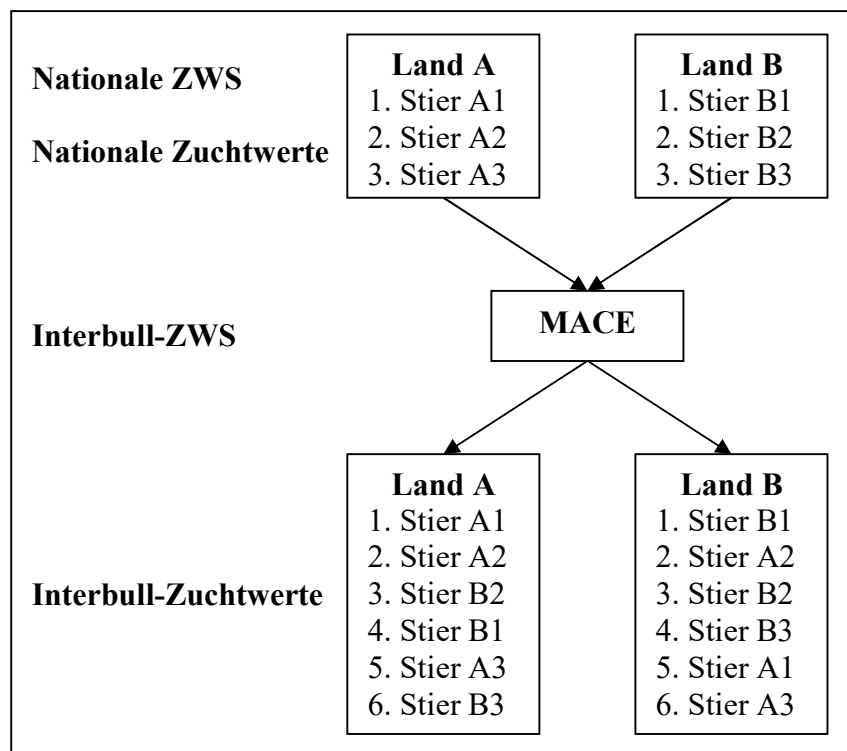 Nationale ZWS
Nationale Zuchtwerte
Land A
1. Stier A1
2. Stier A2
3. Stier A3
Land B
1. Stier B1
2. Stier B2
3. Stier B3
Interbull-ZWS
MACE
Interbull-Zuchtwerte
Land A
1. Stier A1
2. Stier A2
3. Stier B2
4. Stier B1
5. Stier A3
6. Stier B3
Land B
1. Stier B1
2. Stier A2
3. Stier B2
4. Stier B3
5. Stier A1
6. Stier A3